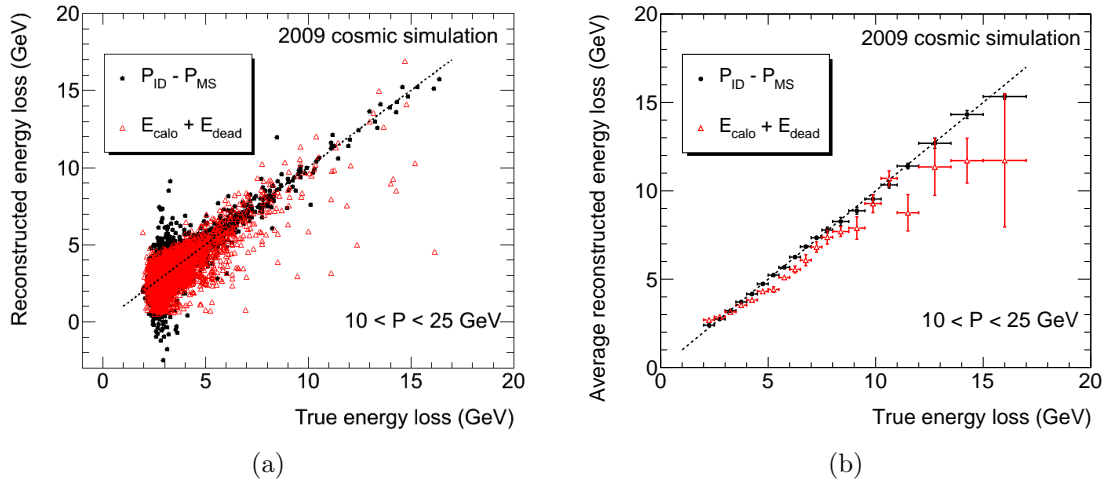 Reconstructed energy loss (GeV)
20
15
10
5
0
2009 cosmic simulation
P_ID - P_MS
E_calo + E_dead
10 < P < 25 GeV
0 5 10 15 20
True energy loss (GeV)
(a)
Average reconstructed energy loss (GeV)
20
15
10
5
0
2009 cosmic simulation
P_ID - P_MS
E_calo + E_dead
10 < P < 25 GeV
0 5 10 15 20
True energy loss (GeV)
(b)